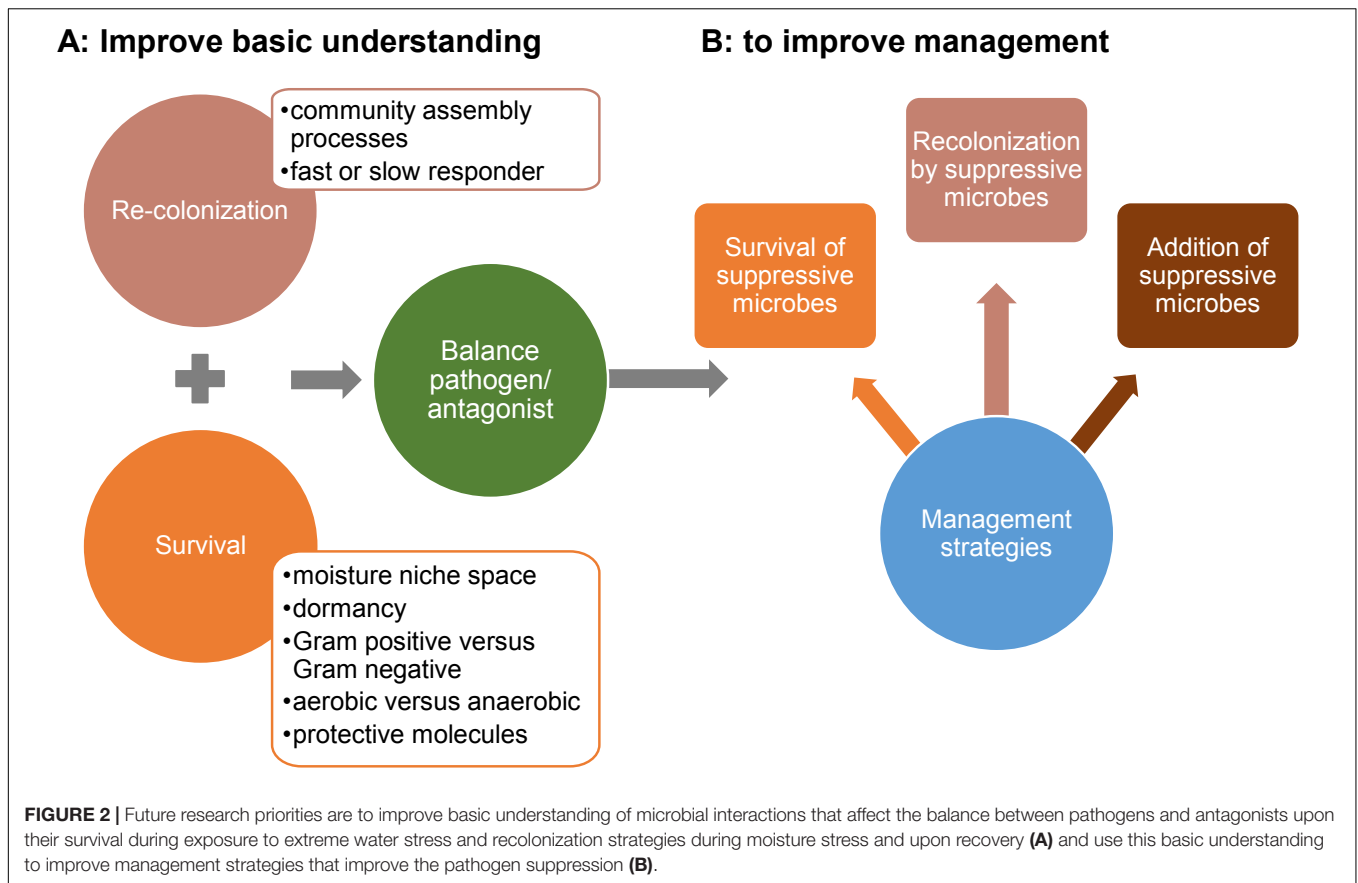 A: Improve basic understanding
B: to improve management
Re-colonization
•community assembly
processes
•fast or slow responder
Balance
pathogen/
antagonist
Survival
•moisture niche space
•dormancy
•Gram positive versus
Gram negative
•aerobic versus anaerobic
•protective molecules
Survival of
suppressive
microbes
Recolonization
by suppressive
microbes
Addition of
suppressive
microbes
Management
strategies
FIGURE 2 | Future research priorities are to improve basic understanding of microbial interactions that affect the balance between pathogens and antagonists upon
their survival during exposure to extreme water stress and recolonization strategies during moisture stress and upon recovery (A) and use this basic understanding
to improve management strategies that improve the pathogen suppression (B).